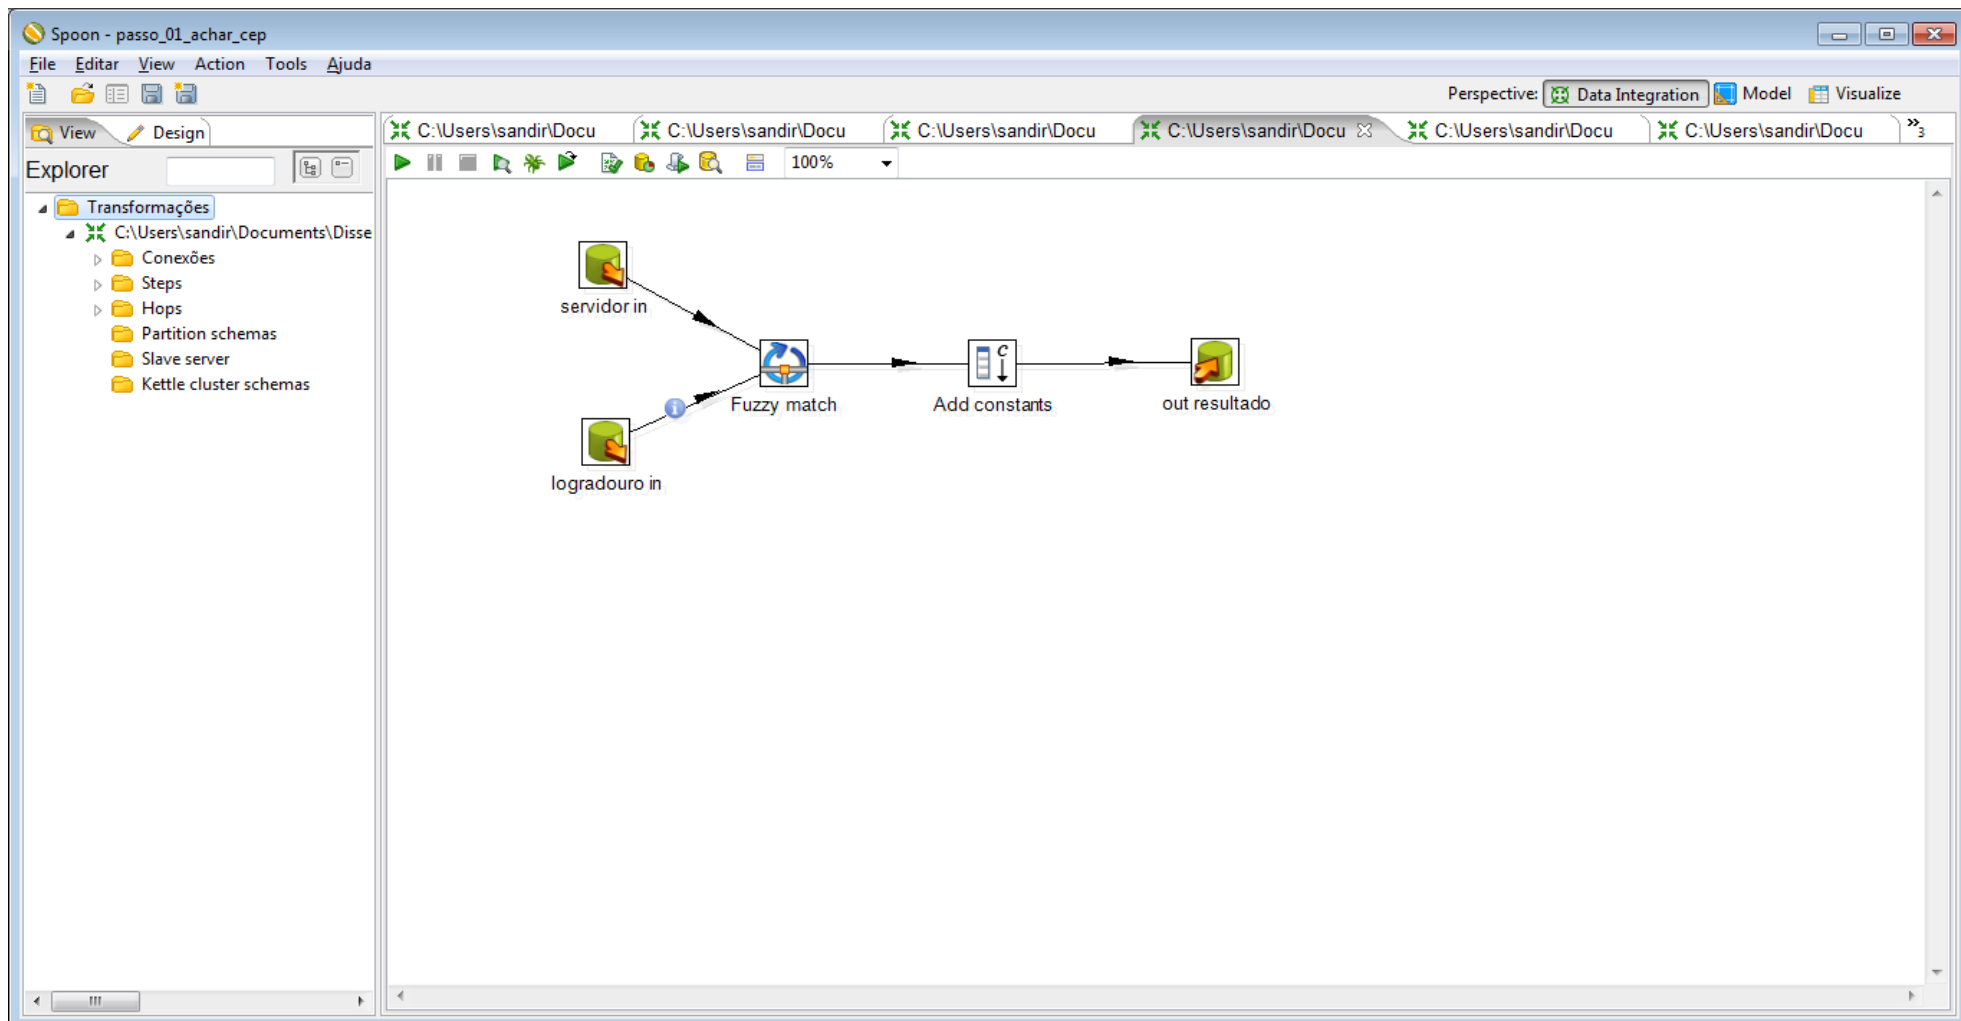 Spoon - passo_01_achar_cep
File Editar View Action Tools Ajuda
Perspective: Data Integration Model Visualize
View Design
C:\Users\sandir\Docu C:\Users\sandir\Docu C:\Users\sandir\Docu C:\Users\sandir\Docu C:\Users\sandir\Docu C:\Users\sandir\Docu »3
Explorer
100%
Transformações
C:\Users\sandir\Documents\Disse
Conexões
Steps
Hops
Partition schemas
Slave server
Kettle cluster schemas
servidor in
Fuzzy match
Add constants
out resultado
logradouro in